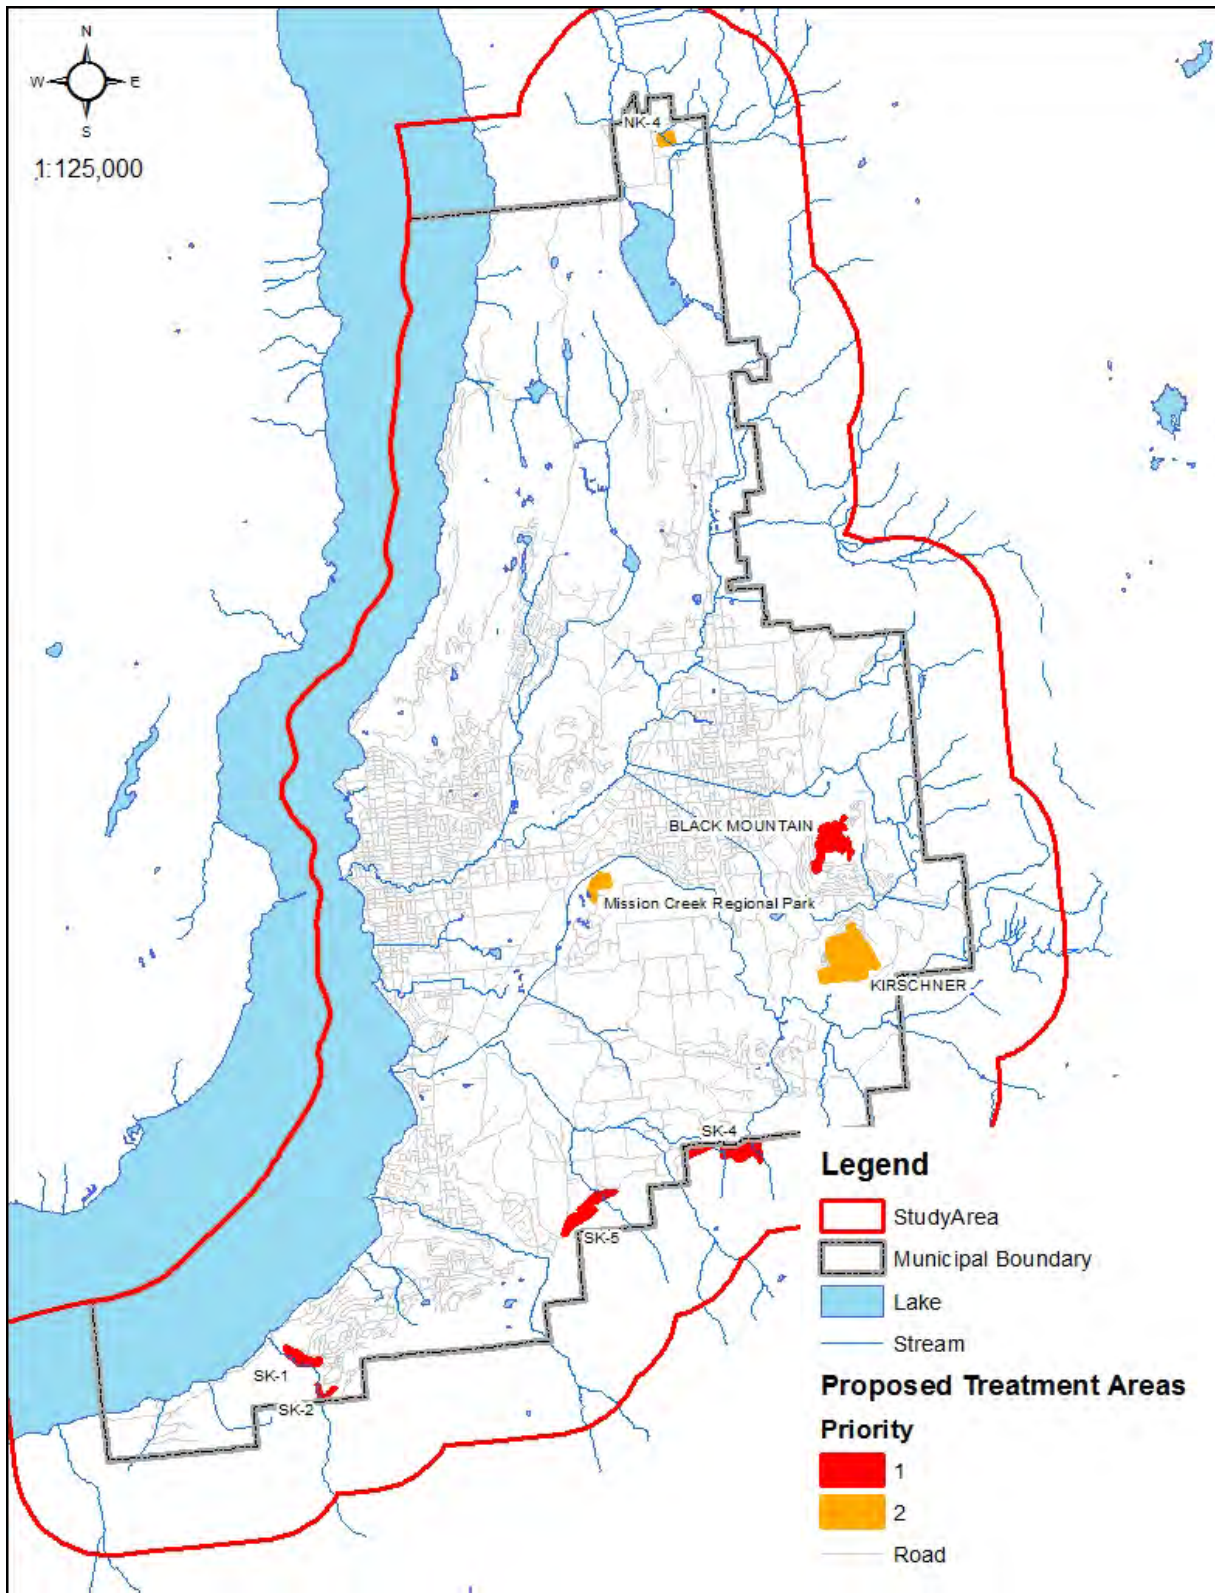 N
W E
S
1:125,000
NK-4
BLACK MOUNTAIN
Mission Creek Regional Park
KIRSCHNER
SK-4
SK-5
SK-1
SK-2
Legend
StudyArea
Municipal Boundary
Lake
Stream
Proposed Treatment Areas
Priority
1
2
Road